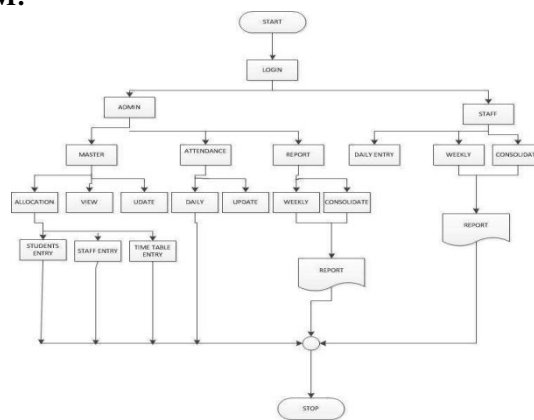 START
LOGIN
ADMIN
STAFF
MASTER
ATTENDANCE
REPORT
DAILY ENTRY
WEEKLY
CONSOLIDATE
ALLOCATION
VIEW
UDATE
DAILY
UPDATE
WEEKLY
CONSOLIDATE
STUDENTS
ENTRY
STAFF ENTRY
TIME TABLE
ENTRY
REPORT
REPORT
STOP